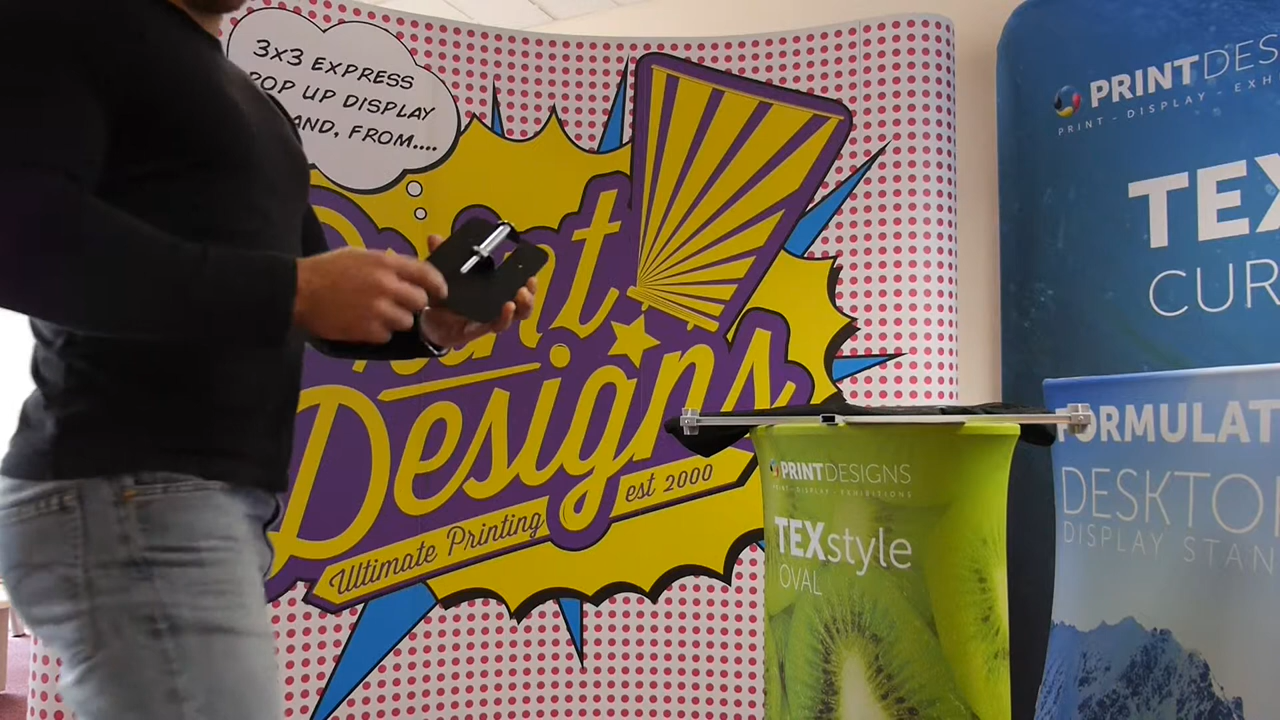 3X3 EXPRESS
POP UP DISPLAY
AND, FROM....
Print
Designs
Ultimate Printing est 2000
PRINTDESIGNS
TEXstyle
OVAL
PRINTDES
PRINT - DISPLAY - EXH
TEX
CUR
FORMULAT
DESKTO
DISPLAY STAN